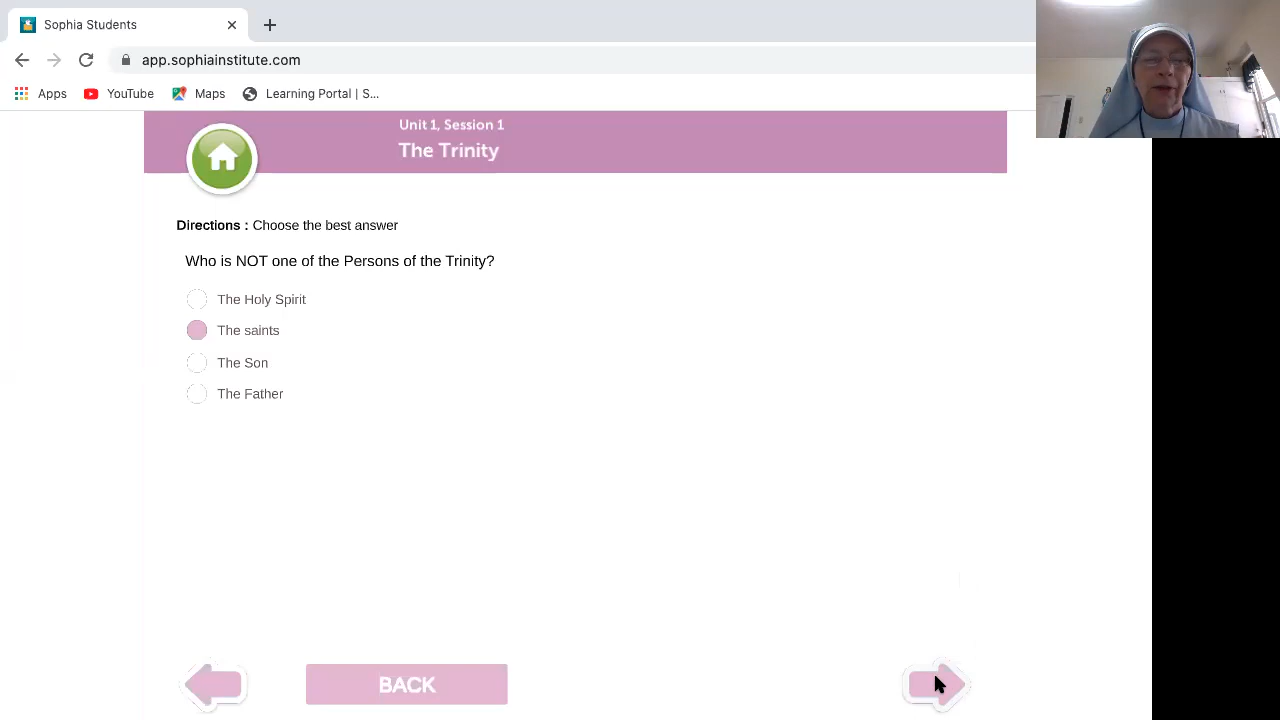 Sophia Students
app.sophiainstitute.com
Apps
YouTube
Maps
Learning Portal | S...
Unit 1, Session 1
The Trinity
Directions : Choose the best answer
Who is NOT one of the Persons of the Trinity?
The Holy Spirit
The saints
The Son
The Father
BACK